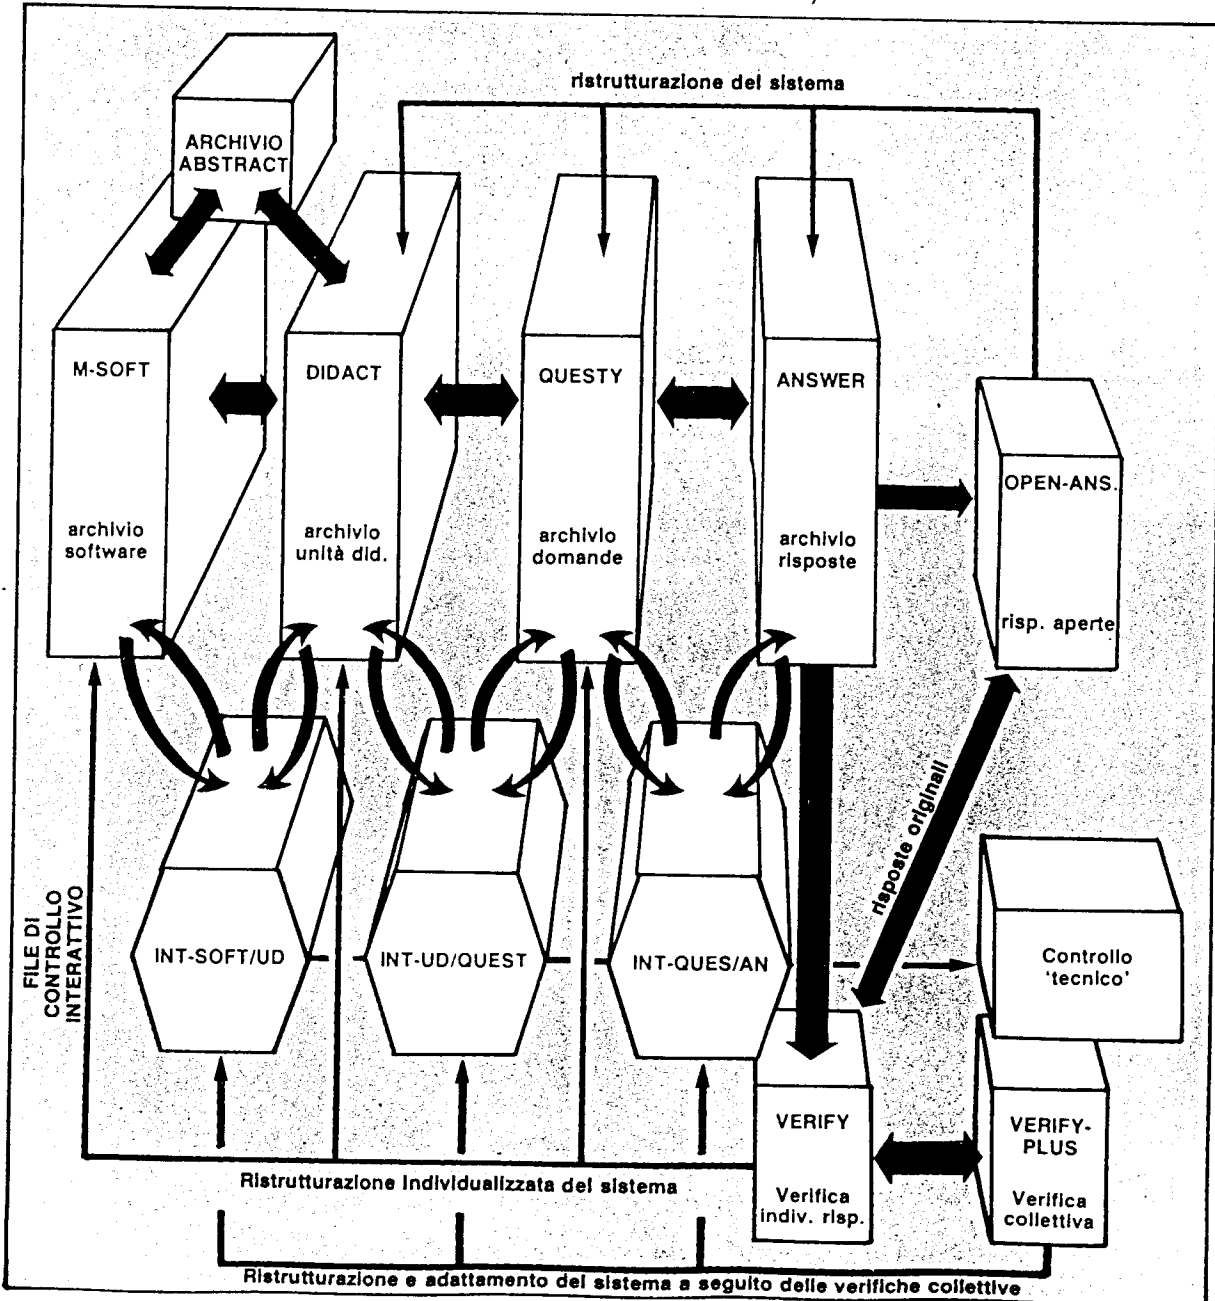 ristrutturazione del sistema
ARCHIVIO
ABSTRACT
M-SOFT
DIDACT
QUESTY
ANSWER
OPEN-ANS.
archivio
software
archivio
unità did.
archivio
domande
archivio
risposte
risp. aperte
risposte originali
FILE DI
CONTROLLO
INTERATTIVO
INT-SOFT/UD
INT-UD/QUEST
INT-QUES/AN
Controllo
'tecnico'
VERIFY
Verifica
indiv. risp.
VERIFY-
PLUS
Verifica
collettiva
Ristrutturazione individualizzata del sistema
Ristrutturazione e adattamento del sistema a seguito delle verifiche collettive